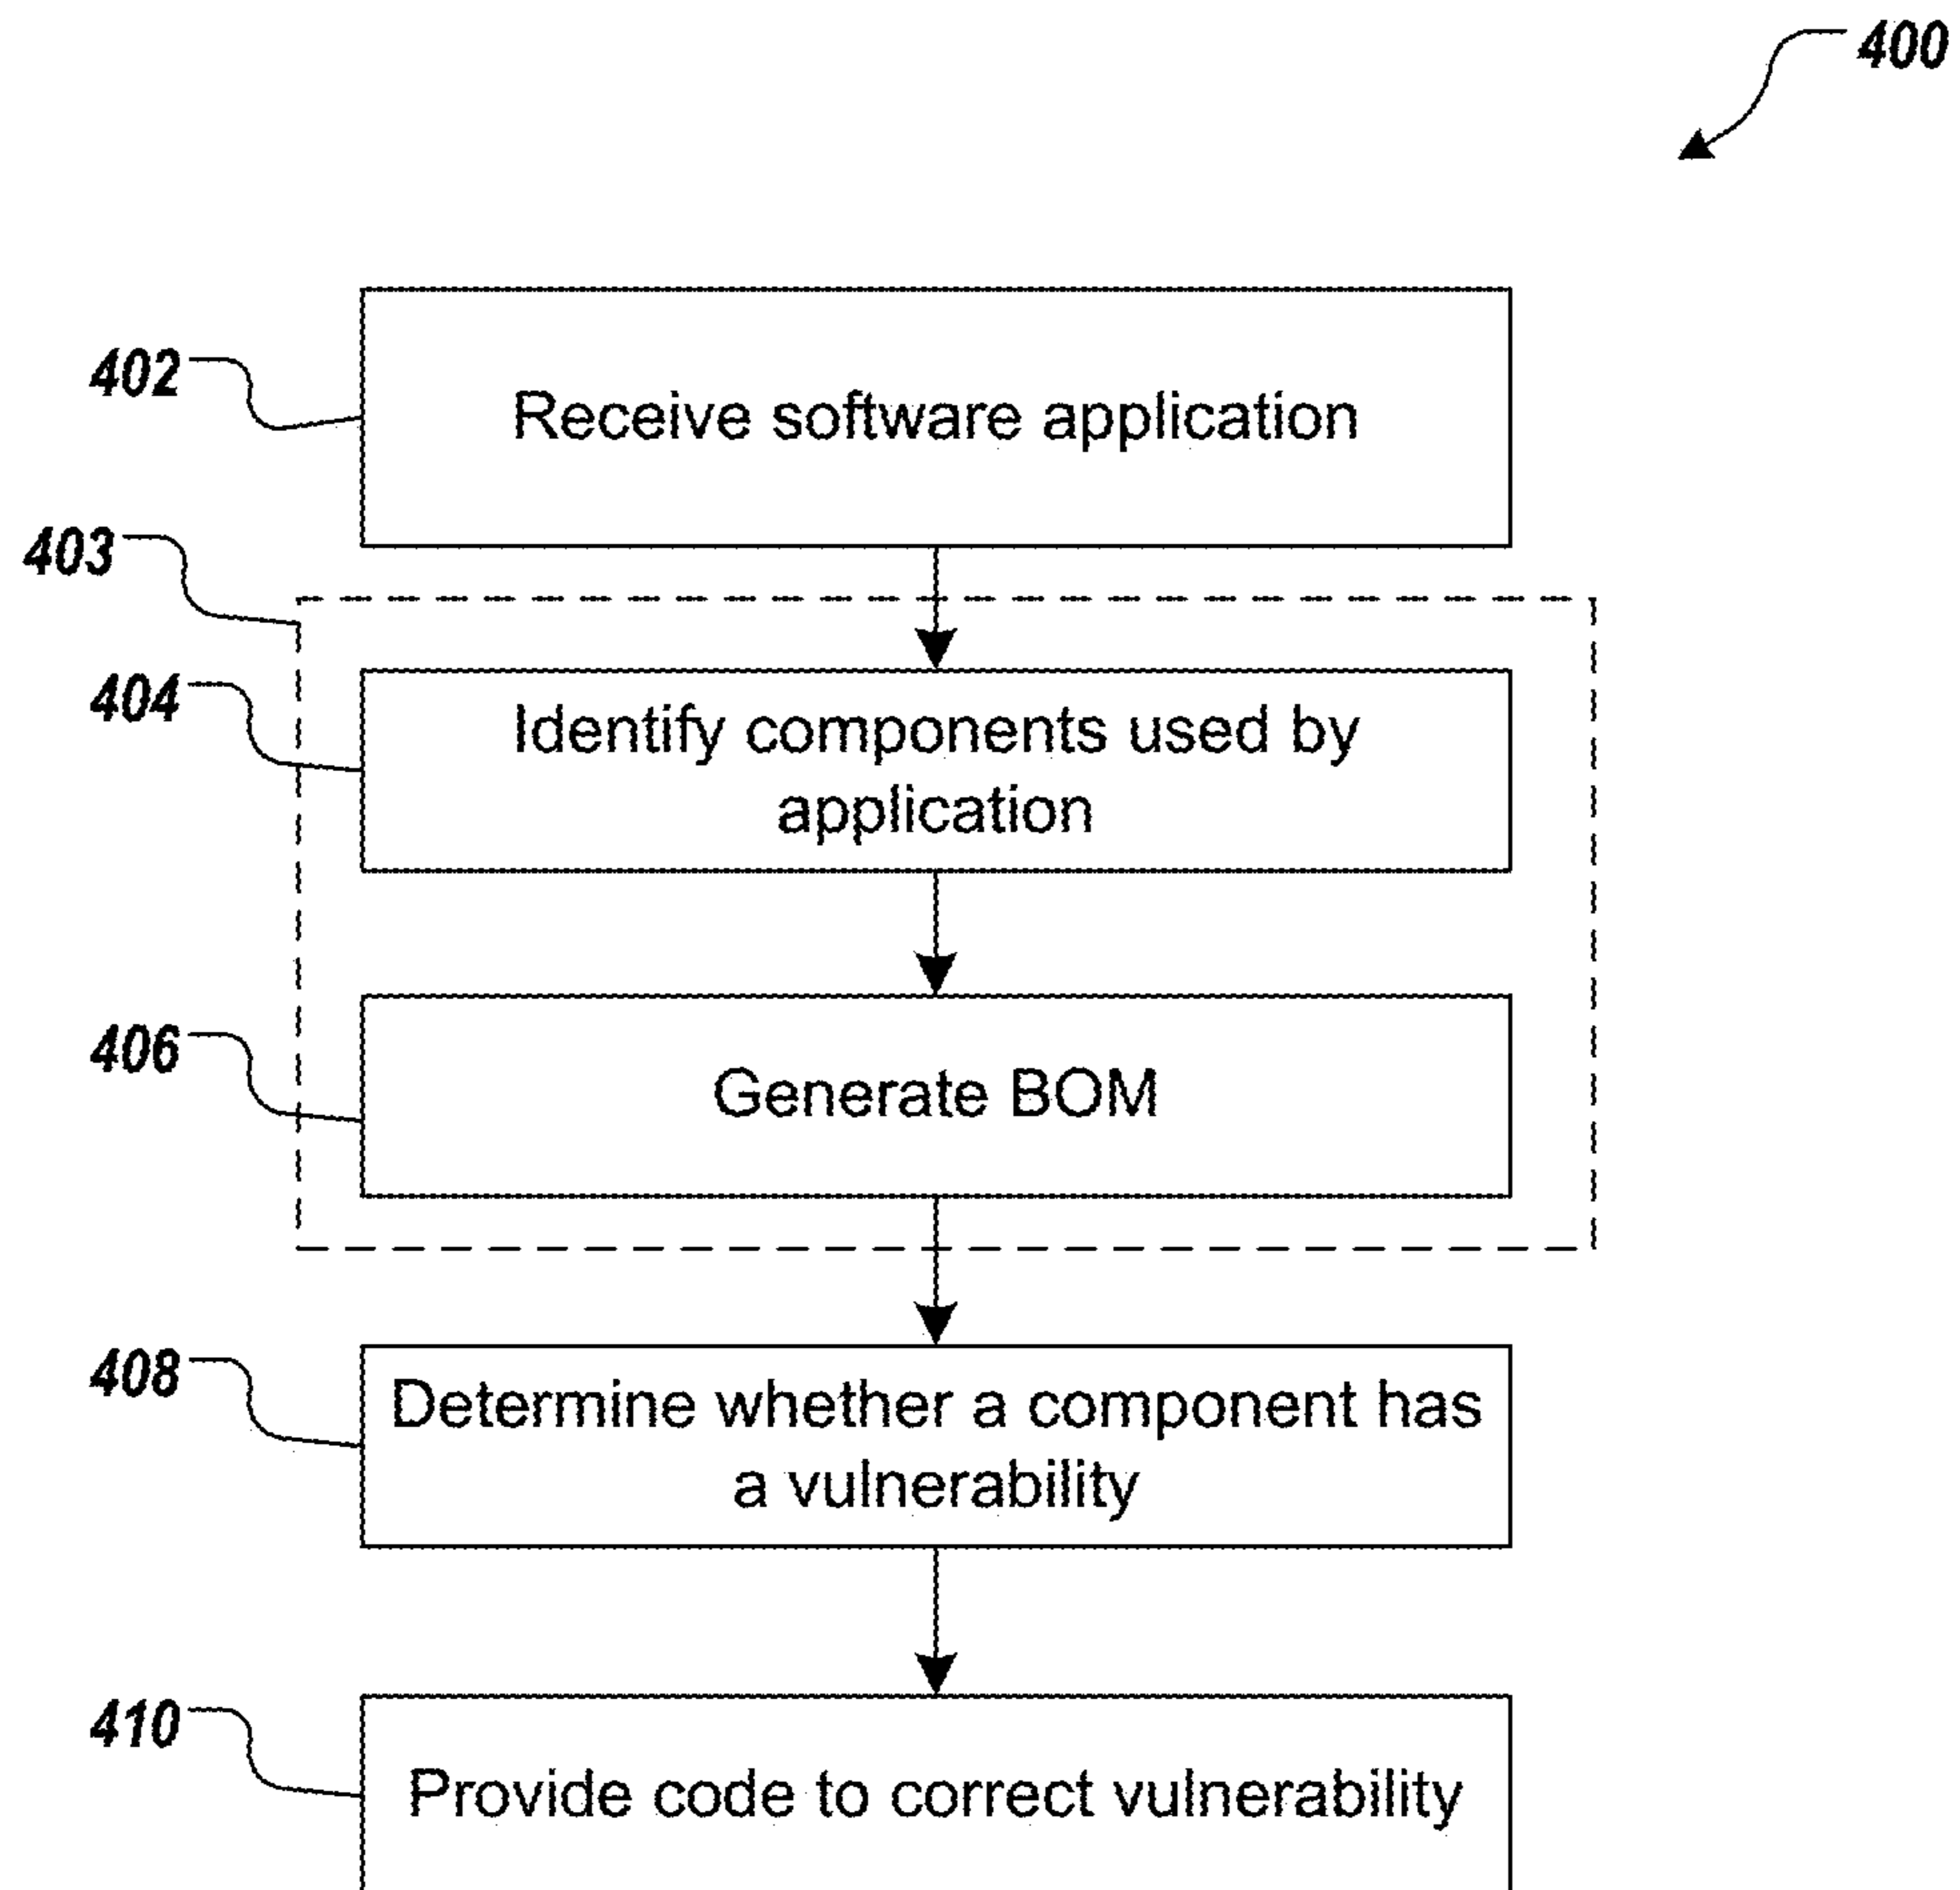 400
402
Receive software application
403
404
Identify components used by
application
406
Generate BOM
408
Determine whether a component has
a vulnerability
410
Provide code to correct vulnerability